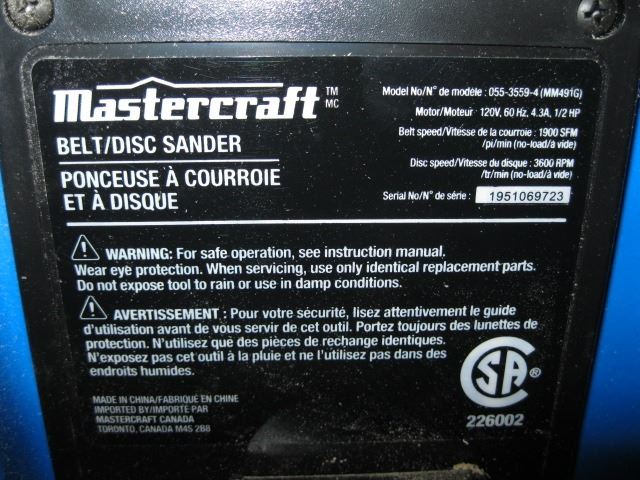 Mastercraft TM MC
BELT/DISC SANDER
PONCEUSE À COURROIE
ET À DISQUE
Model No/N° de modèle : 055-3559-4 (MM491G)
Motor/Moteur : 120V, 60 Hz, 4.3A, 1/2 HP
Belt speed/Vitesse de la courroie : 1900 SFM
/pi/min (no-load/à vide)
Disc speed/Vitesse du disque : 3600 RPM
/tr/min (no-load/à vide)
Serial No/N° de série : 1951069723
WARNING: For safe operation, see instruction manual.
Wear eye protection. When servicing, use only identical replacement parts.
Do not expose tool to rain or use in damp conditions.
AVERTISSEMENT : Pour votre sécurité, lisez attentivement le guide
d'utilisation avant de vous servir de cet outil. Portez toujours des lunettes de
protection. N'utilisez que des pièces de rechange identiques.
N'exposez pas cet outil à la pluie et ne l'utilisez pas dans des
endroits humides.
MADE IN CHINA/FABRIQUÉ EN CHINE
IMPORTED BY/IMPORTÉ PAR
MASTERCRAFT CANADA
TORONTO, CANADA M4S 2B8
CSA ®
226002